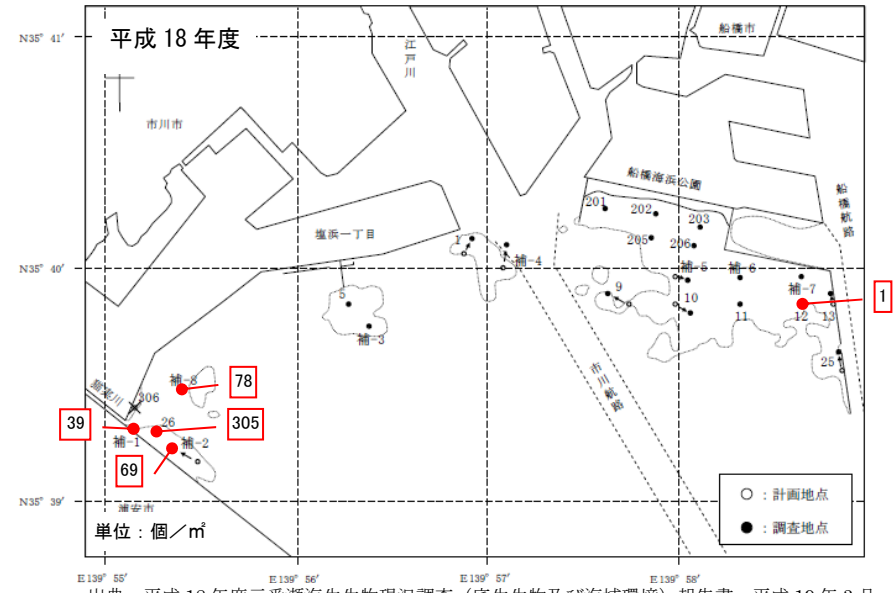 平成 18 年度
N35° 41′
船橋市
江戸川
市川市
船橋海浜公園
船橋航路
201
202
203
塩浜一丁目
1
205
206
補-4
N35° 40′
補-5
補-6
補-7
9
10
11
12
13
1
5
補-3
25
市川航路
補-8
78
306
39
26
305
補-1
補-2
69
N35° 39′
浦安市
単位：個／㎡
○ ：計画地点
● ：調査地点
E139° 55′
E139° 56′
E139° 57′
E139° 58′